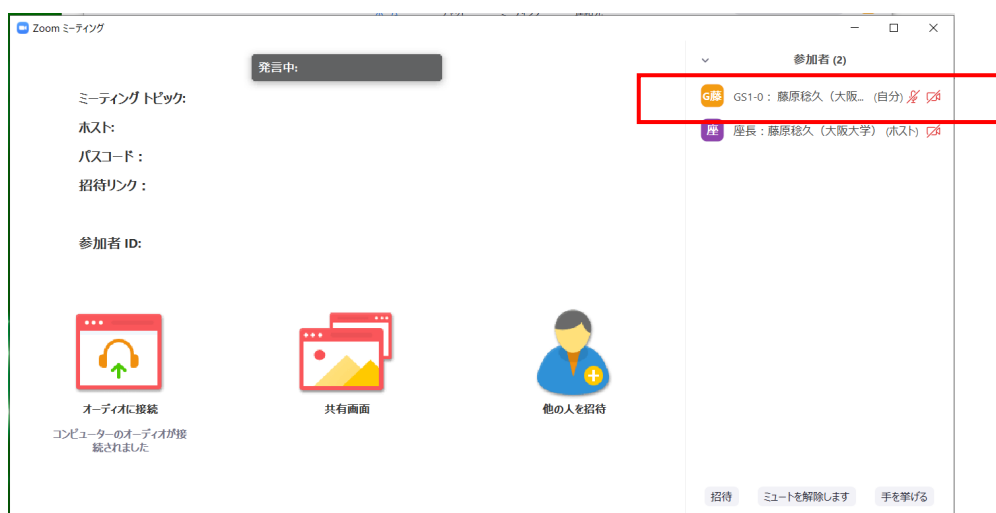 Zoom ミーティング
発言中:
ミーティング トピック:
ホスト:
パスコード：
招待リンク：
参加者 ID:
オーディオに接続
コンピューターのオーディオが接
続されました
共有画面
他の人を招待
参加者 (2)
G藤 GS1-0： 藤原稔久（大阪... (自分)
座 座長：藤原稔久（大阪大学） (ホスト)
招待 ミュートを解除します 手を挙げる